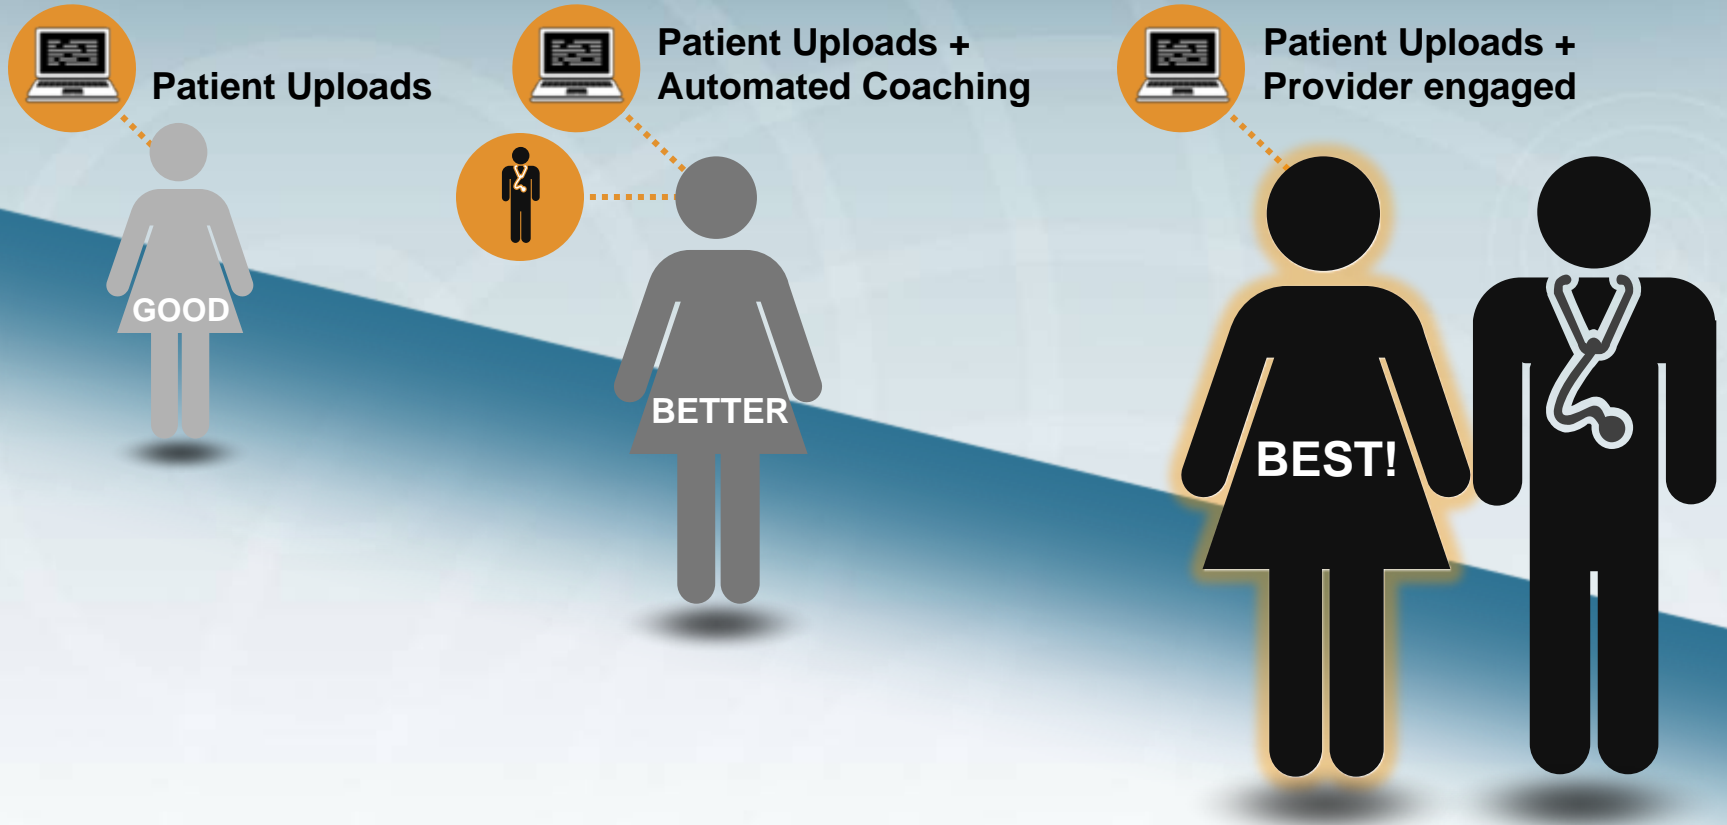 Patient Uploads
GOOD
Patient Uploads +
Automated Coaching
BETTER
Patient Uploads +
Provider engaged
BEST!